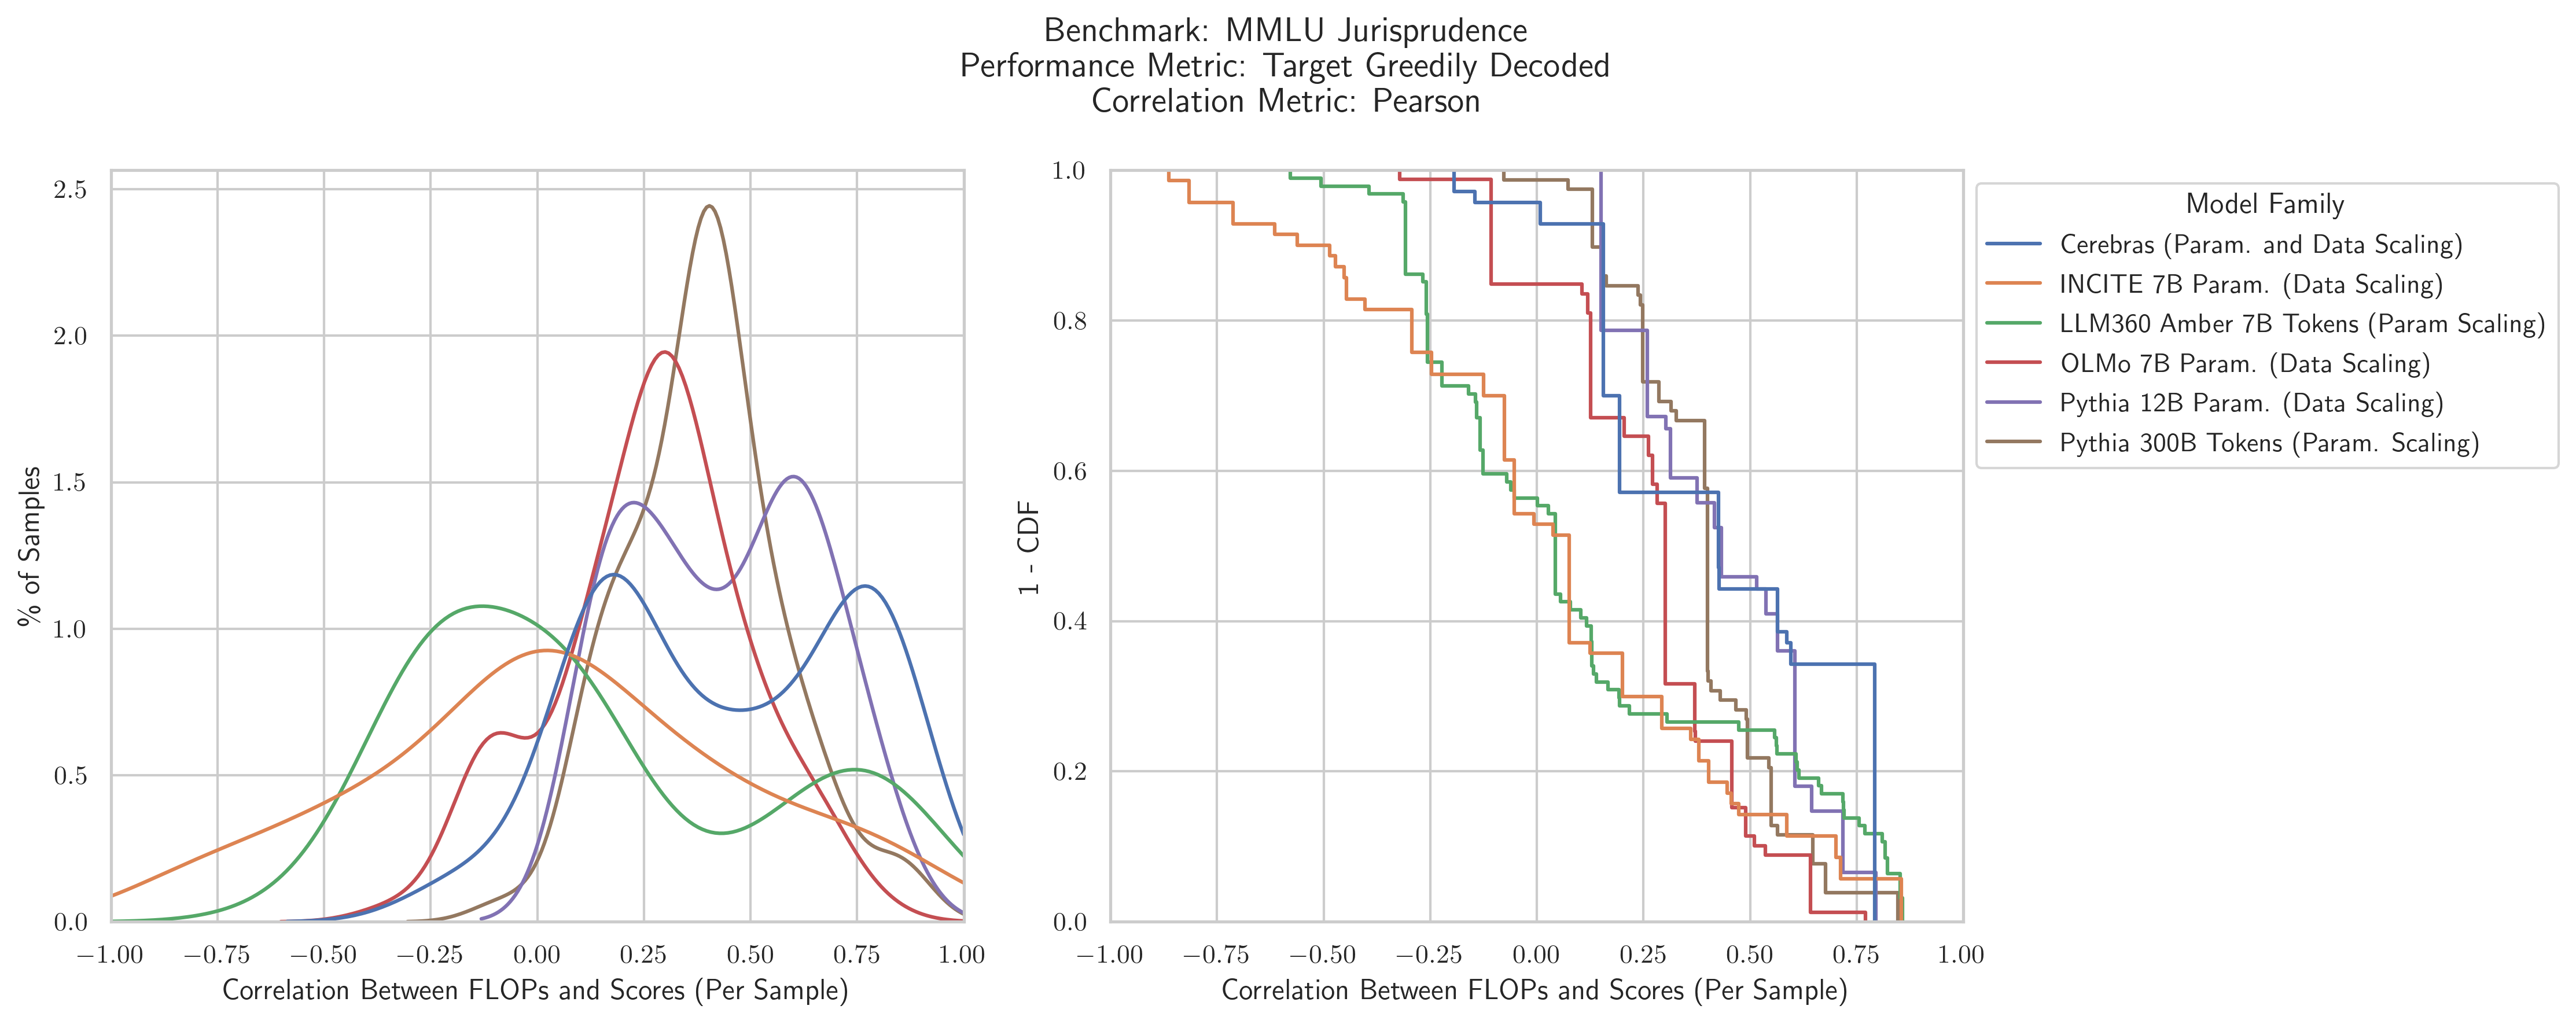 Benchmark: MMLU Jurisprudence
Performance Metric: Target Greedily Decoded
Correlation Metric: Pearson
% of Samples
2.5
2.0
1.5
1.0
0.5
0.0
−1.00 −0.75 −0.50 −0.25 0.00 0.25 0.50 0.75 1.00
Correlation Between FLOPs and Scores (Per Sample)
1 - CDF
1.0
0.8
0.6
0.4
0.2
0.0
−1.00 −0.75 −0.50 −0.25 0.00 0.25 0.50 0.75 1.00
Correlation Between FLOPs and Scores (Per Sample)
Model Family
Cerebras (Param. and Data Scaling)
INCITE 7B Param. (Data Scaling)
LLM360 Amber 7B Tokens (Param Scaling)
OLMo 7B Param. (Data Scaling)
Pythia 12B Param. (Data Scaling)
Pythia 300B Tokens (Param. Scaling)